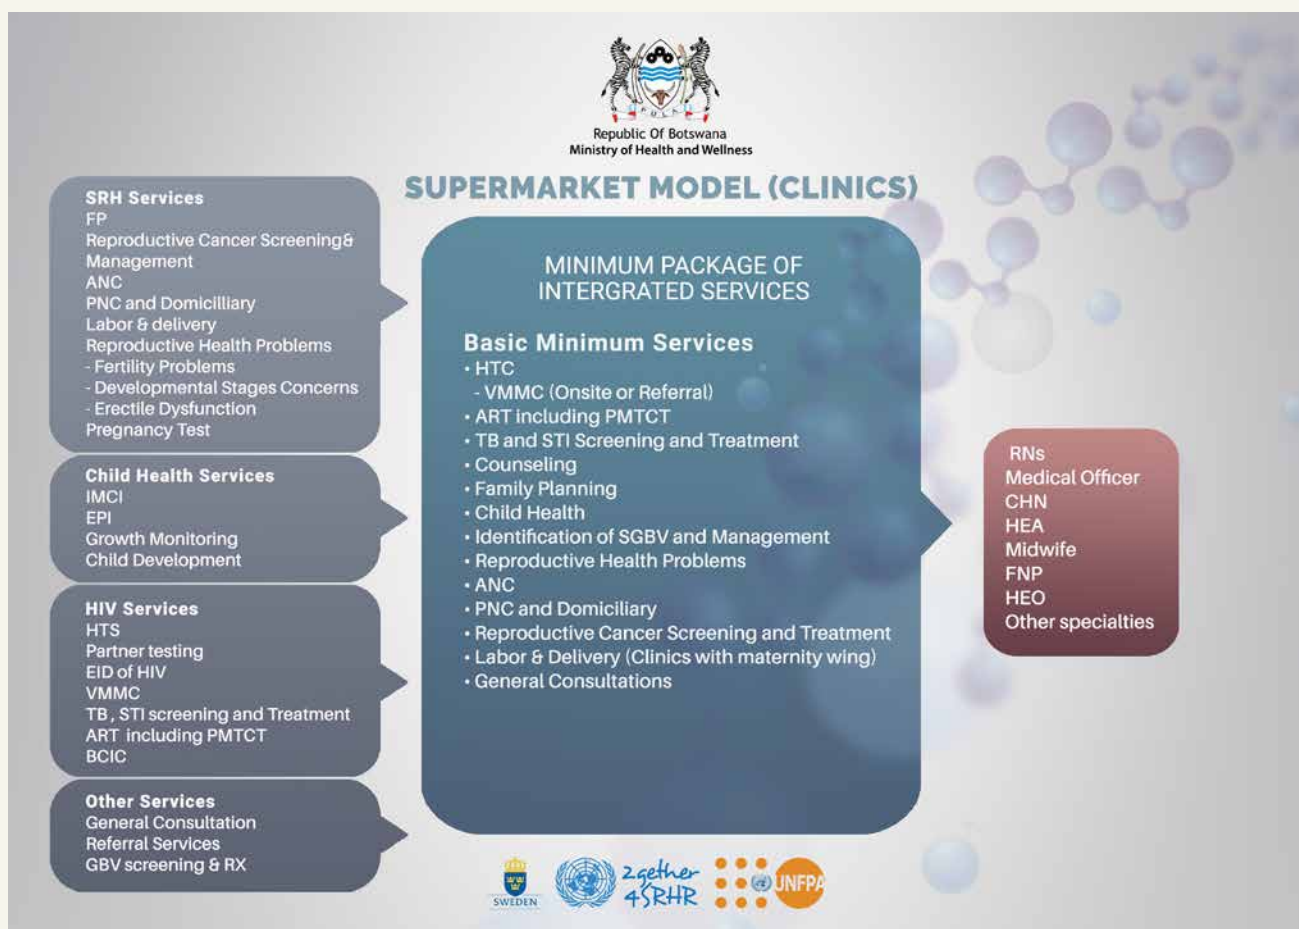 PULA
Republic Of Botswana
Ministry of Health and Wellness
SUPERMARKET MODEL (CLINICS)
SRH Services
FP
Reproductive Cancer Screening&
Management
ANC
PNC and Domicilliary
Labor & delivery
Reproductive Health Problems
- Fertility Problems
- Developmental Stages Concerns
- Erectile Dysfunction
Pregnancy Test
Child Health Services
IMCI
EPI
Growth Monitoring
Child Development
HIV Services
HTS
Partner testing
EID of HIV
VMMC
TB , STI screening and Treatment
ART including PMTCT
BCIC
Other Services
General Consultation
Referral Services
GBV screening & RX
MINIMUM PACKAGE OF
INTERGRATED SERVICES
Basic Minimum Services
• HTC
- VMMC (Onsite or Referral)
• ART including PMTCT
• TB and STI Screening and Treatment
• Counseling
• Family Planning
• Child Health
• Identification of SGBV and Management
• Reproductive Health Problems
• ANC
• PNC and Domiciliary
• Reproductive Cancer Screening and Treatment
• Labor & Delivery (Clinics with maternity wing)
• General Consultations
RNs
Medical Officer
CHN
HEA
Midwife
FNP
HEO
Other specialties
SWEDEN
2gether
4SRHR
UNFPA